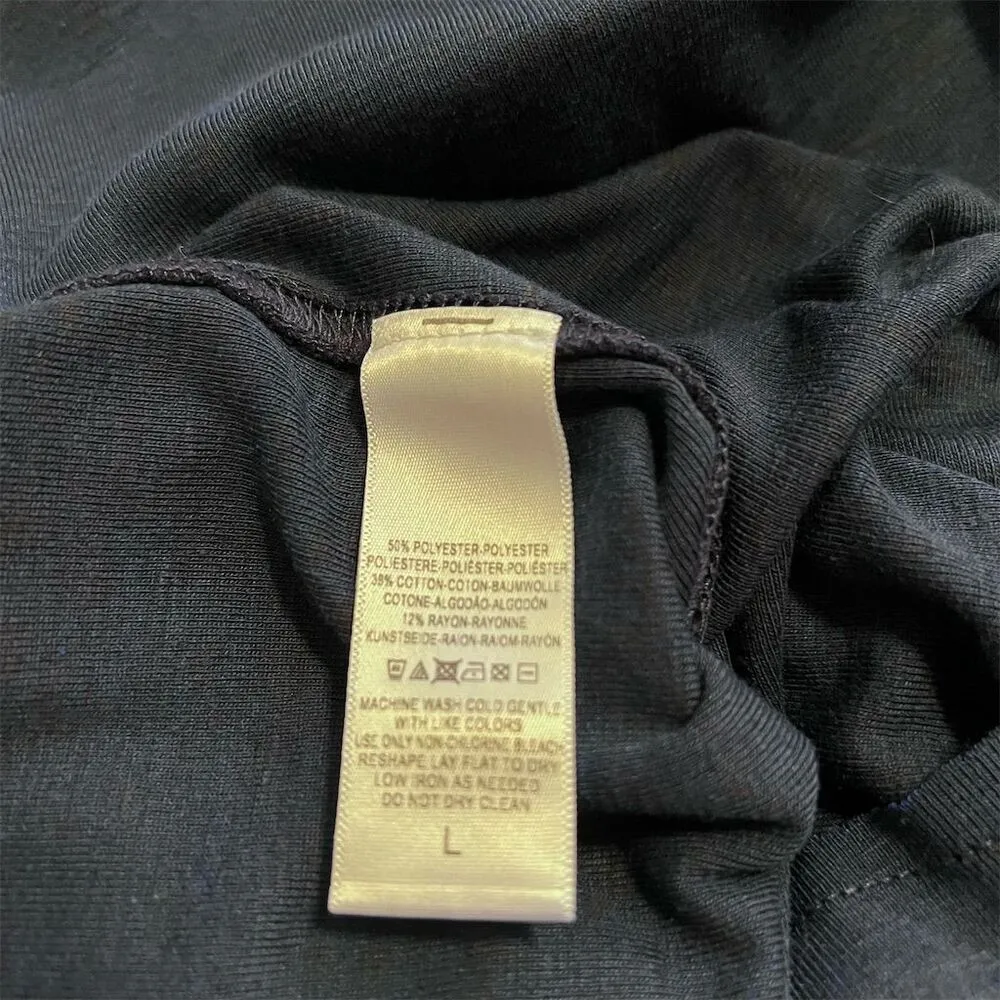 50% POLYESTER-POLYESTER
POLIESTERE-POLIÉSTER-POLIÉSTER
38% COTTON-COTON-BAUMWOLLE
COTONE-ALGODÃO-ALGODÓN
12% RAYON-RAYONNE
KUNSTSEIDE-RAION-RAIOM-RAYÓN
MACHINE WASH COLD GENTLE
WITH LIKE COLORS
USE ONLY NON-CHLORINE BLEACH
RESHAPE, LAY FLAT TO DRY
LOW IRON AS NEEDED
DO NOT DRY CLEAN
L